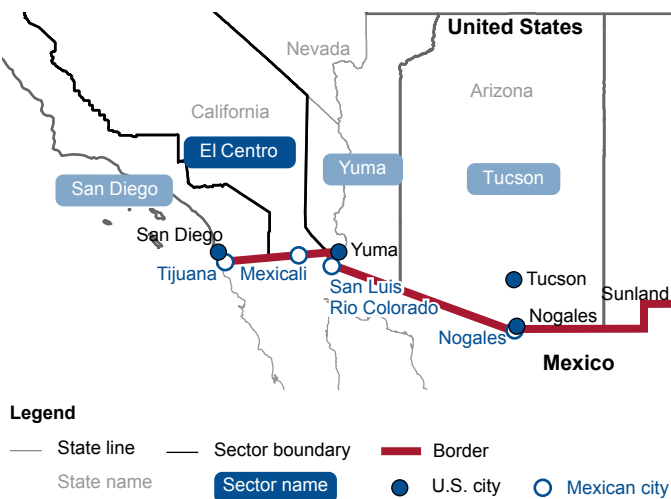 United States
Nevada
California
Arizona
El Centro
Yuma
Tucson
San Diego
San Diego
Yuma
Tijuana
Mexicali
San Luis
Rio Colorado
Tucson
Sunland
Nogales
Nogales
Mexico
Legend
State line
Sector boundary
Border
State name
Sector name
U.S. city
Mexican city